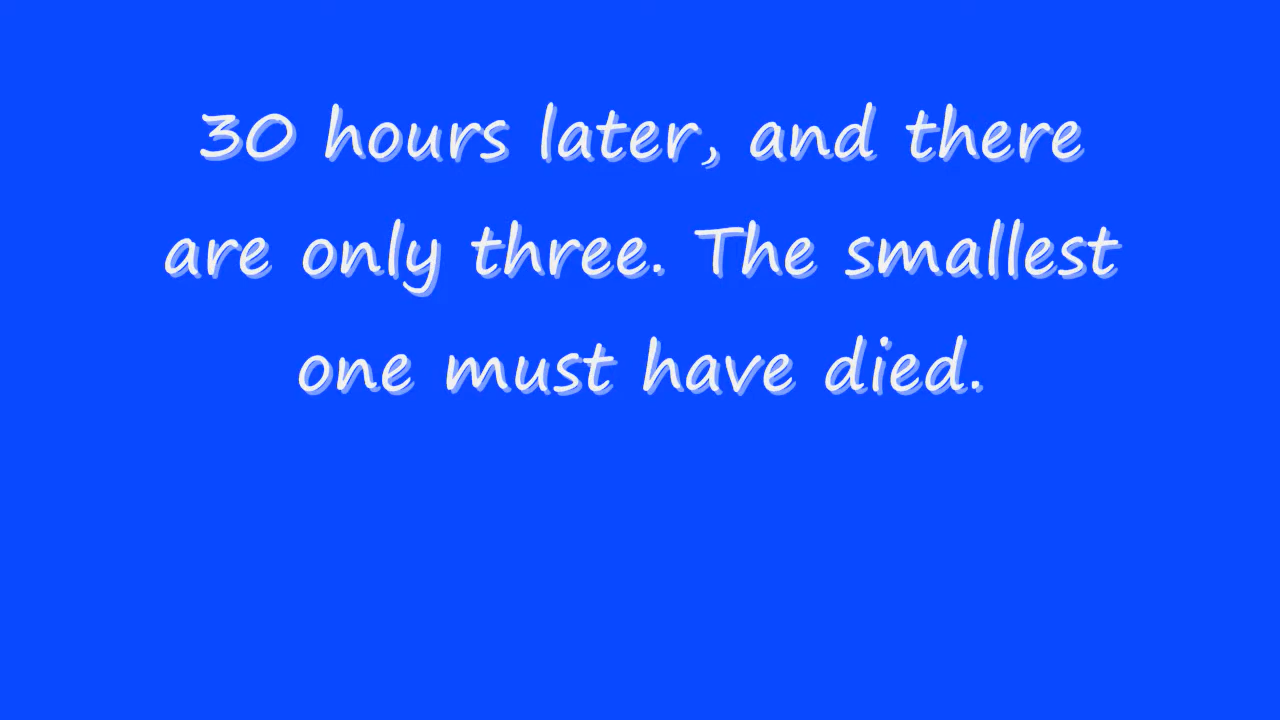 30 hours later, and there
are only three. The smallest
one must have died.